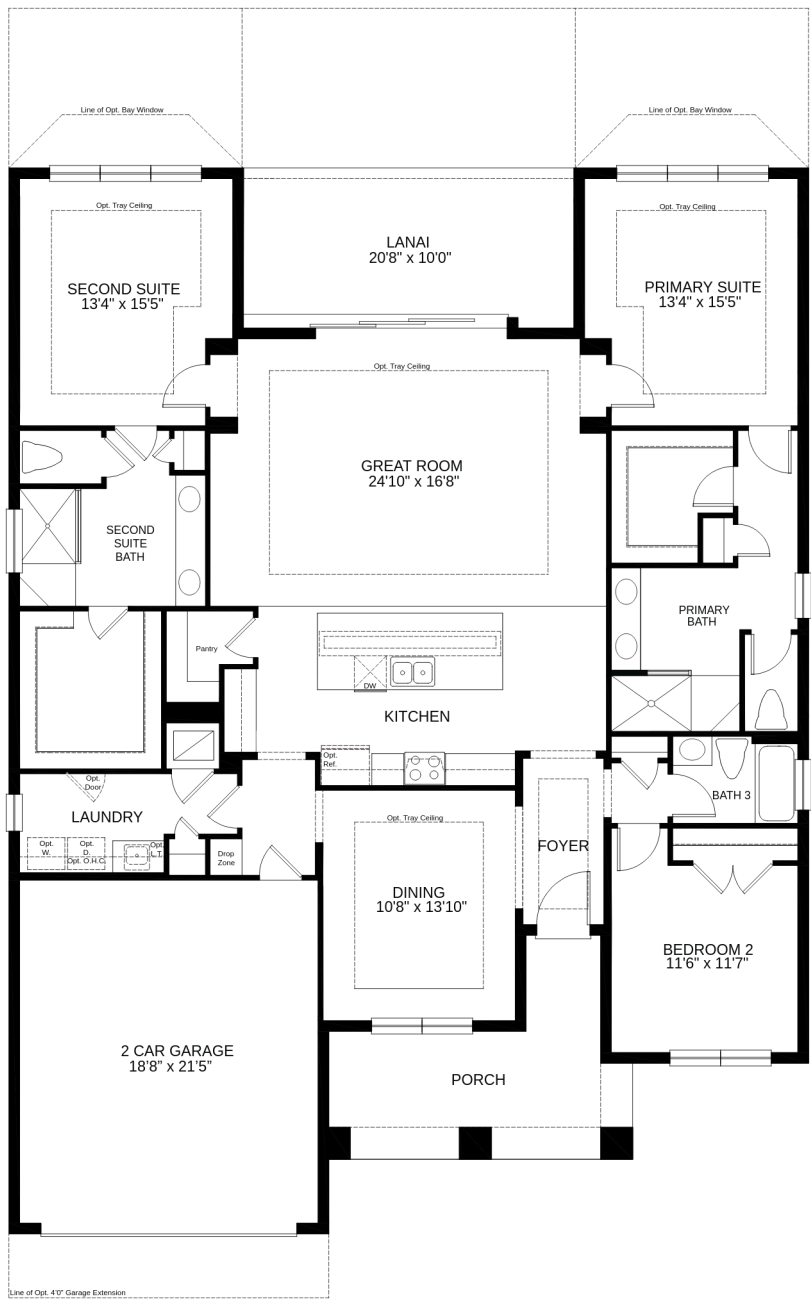 Line of Opt. Bay Window
Line of Opt. Bay Window
Opt. Tray Ceiling
Opt. Tray Ceiling
LANAI
20'8" x 10'0"
SECOND SUITE
13'4" x 15'5"
PRIMARY SUITE
13'4" x 15'5"
Opt. Tray Ceiling
GREAT ROOM
24'10" x 16'8"
SECOND
SUITE
BATH
PRIMARY
BATH
Pantry
DW
KITCHEN
Opt.
Ref.
Opt.
Door
LAUNDRY
BATH 3
Opt. Tray Ceiling
Opt.
W.
Opt.
D.
Opt. O.H.C.
Opt.
L.T.
Drop
Zone
FOYER
DINING
10'8" x 13'10"
BEDROOM 2
11'6" x 11'7"
2 CAR GARAGE
18'8" x 21'5"
PORCH
Line of Opt. 4'0" Garage Extension